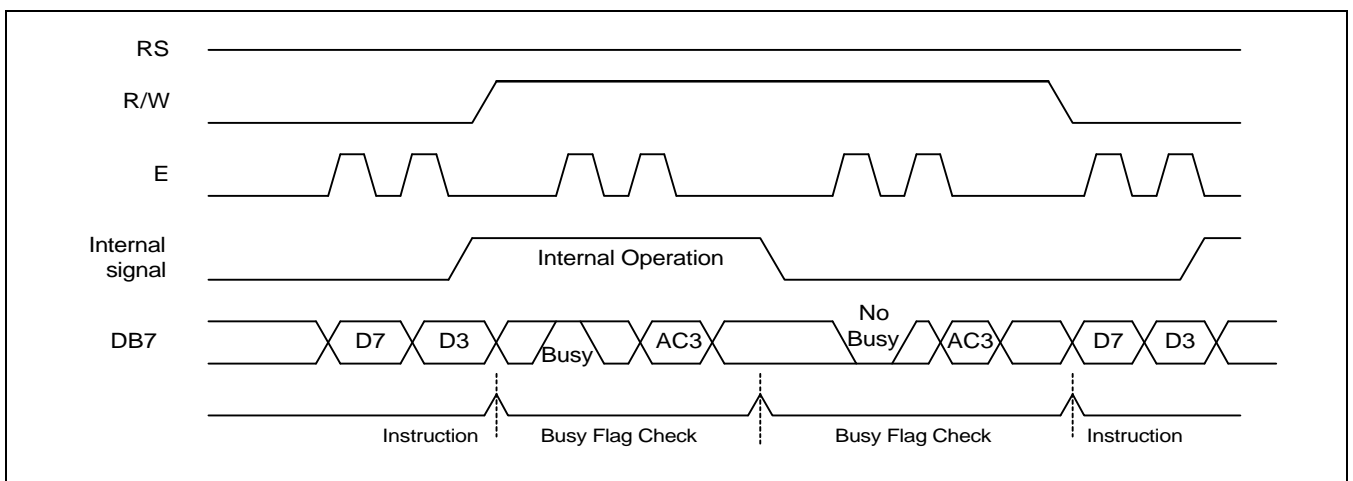 RS
R/W
E
Internal
signal
Internal Operation
DB7
D7
D3
Busy
AC3
No
Busy
AC3
D7
D3
Instruction
Busy Flag Check
Busy Flag Check
Instruction